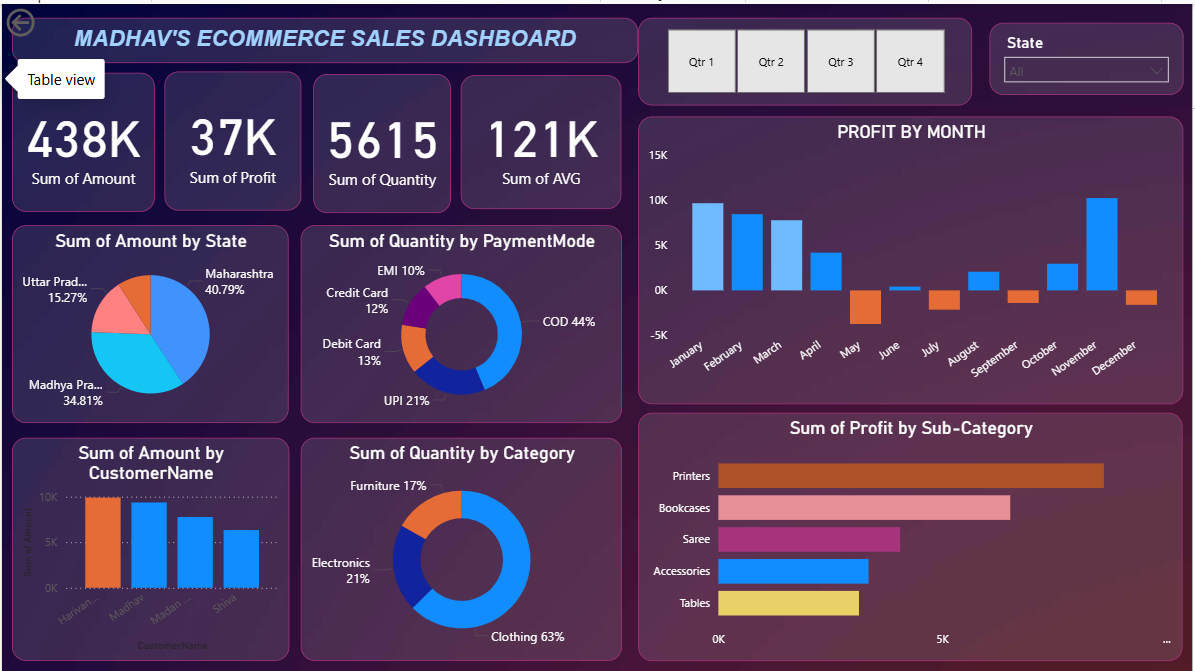 MADHAV'S ECOMMERCE SALES DASHBOARD
Qtr 1
Qtr 2
Qtr 3
Qtr 4
State
All
Table view
438K
Sum of Amount
37K
Sum of Profit
5615
Sum of Quantity
121K
Sum of AVG
PROFIT BY MONTH
15K
10K
5K
0K
-5K
January
February
March
April
May
June
July
August
September
October
November
December
Sum of Amount by State
Maharashtra
40.79%
Uttar Prad...
15.27%
Madhya Pra...
34.81%
Sum of Quantity by PaymentMode
EMI 10%
Credit Card
12%
Debit Card
13%
UPI 21%
COD 44%
Sum of Amount by
CustomerName
Sum of Amount
10K
5K
0K
Harivan...
Madhav
Madan ...
Shiva
CustomerName
Sum of Quantity by Category
Furniture 17%
Electronics
21%
Clothing 63%
Sum of Profit by Sub-Category
Printers
Bookcases
Saree
Accessories
Tables
0K
5K
...